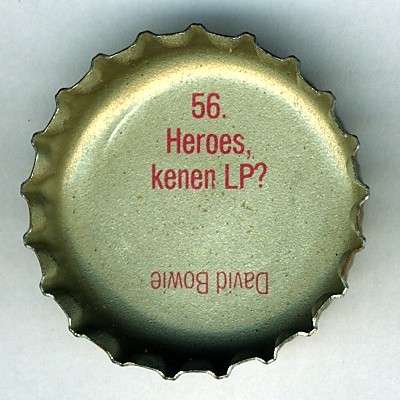 56.
Heroes,
kenen LP?
David Bowie